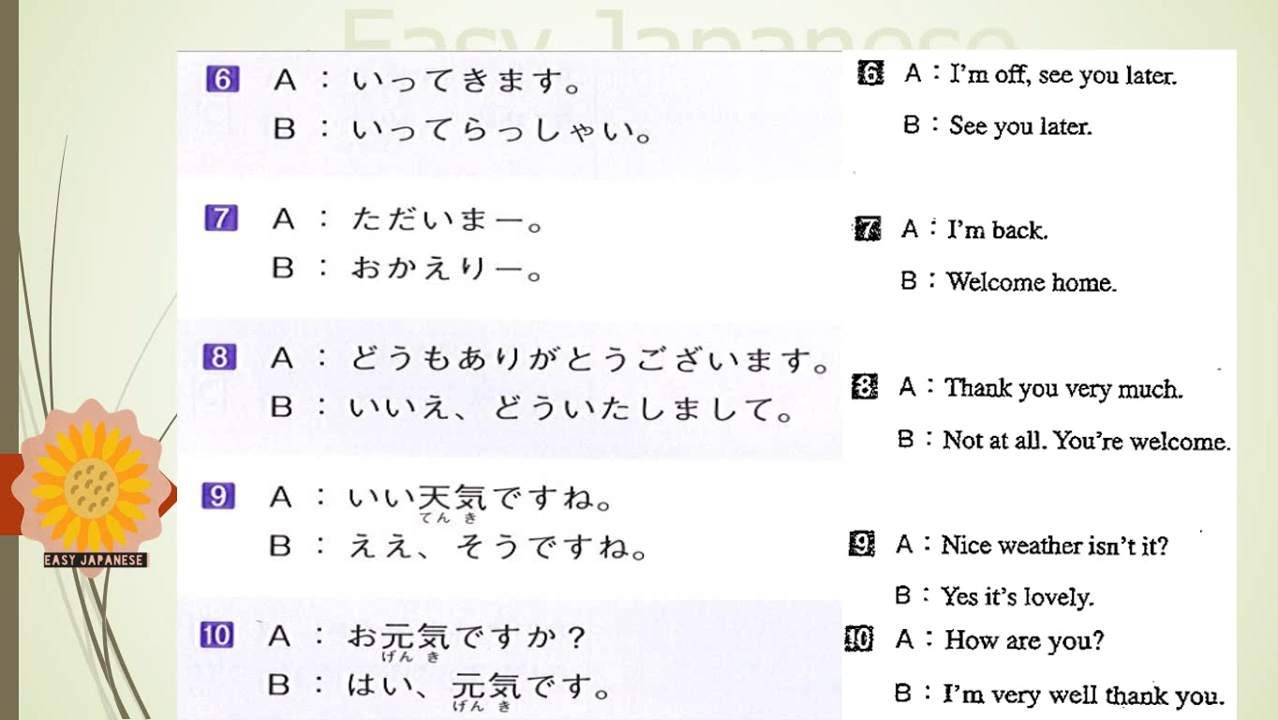 Easy Japanese
6 A：いってきます。
B：いってらっしゃい。
7 A：ただいまー。
B：おかえりー。
8 A：どうもありがとうございます。
B：いいえ、どういたしまして。
9 A：いい天気ですね。
てん き
B：ええ、そうですね。
10 A：お元気ですか？
げん き
B：はい、元気です。
げん き
6 A：I'm off, see you later.
B：See you later.
7 A：I'm back.
B：Welcome home.
8 A：Thank you very much.
B：Not at all. You're welcome.
9 A：Nice weather isn't it?
B：Yes it's lovely.
10 A：How are you?
B：I'm very well thank you.
EASY JAPANESE